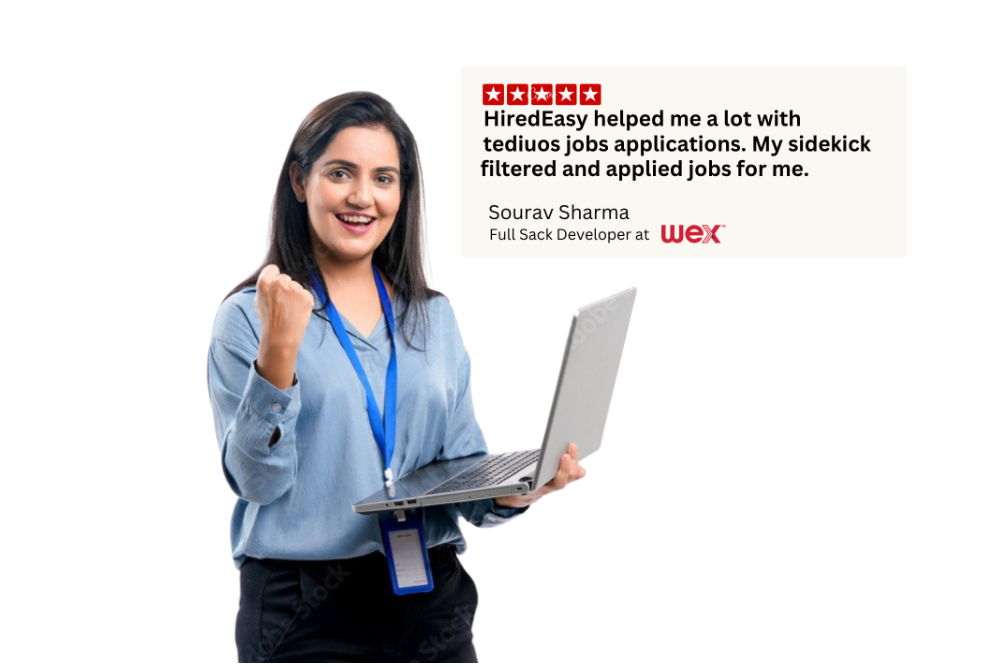 HiredEasy helped me a lot with
tediuos jobs applications. My sidekick
filtered and applied jobs for me.
Sourav Sharma
Full Sack Developer at wex